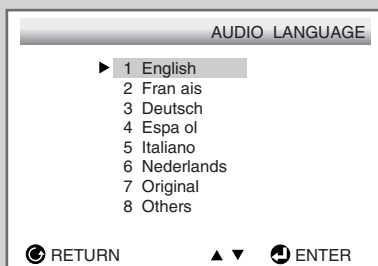 AUDIO LANGUAGE
1 English
2 Fran ais
3 Deutsch
4 Espa ol
5 Italiano
6 Nederlands
7 Original
8 Others
RETURN ▲ ▼ ENTER